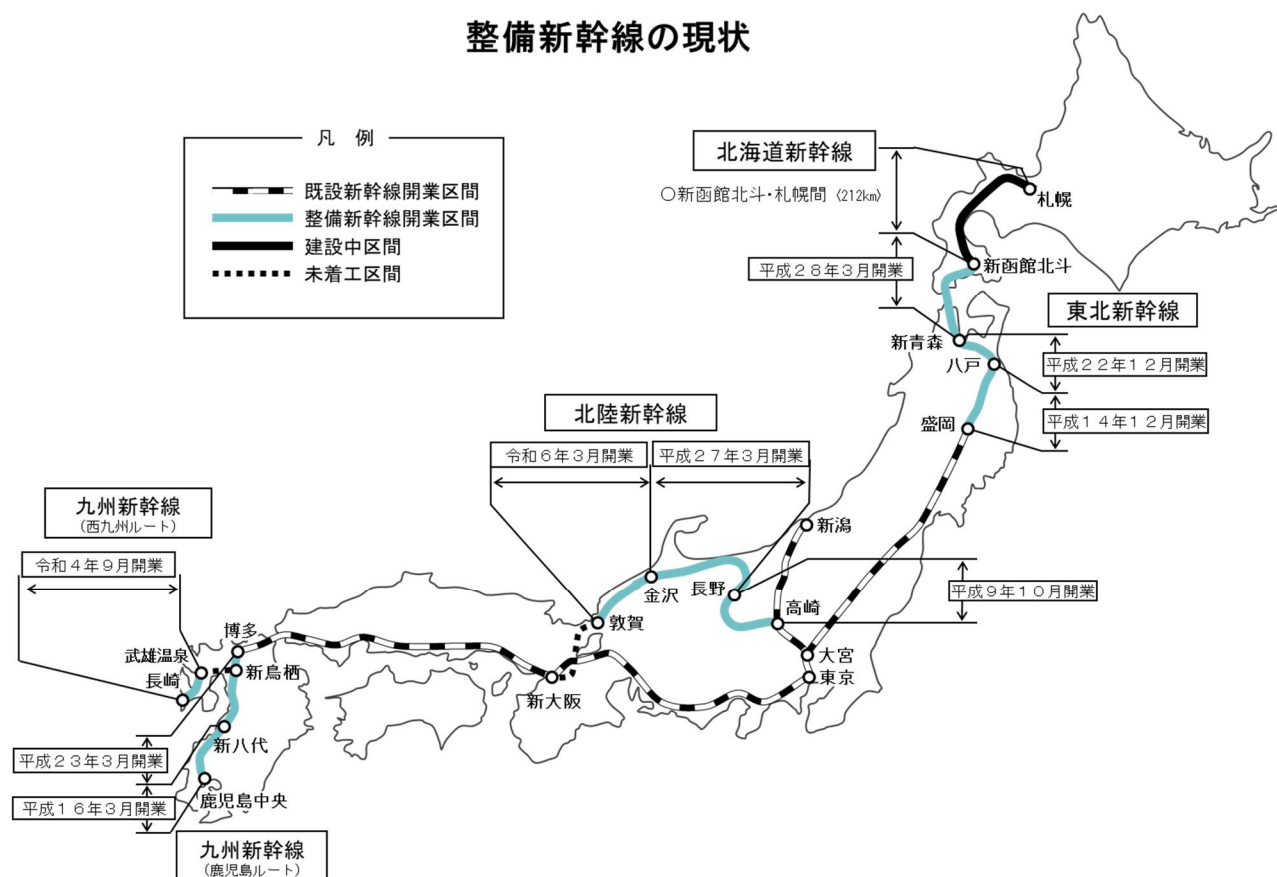 整備新幹線の現状
凡 例
既設新幹線開業区間
整備新幹線開業区間
建設中区間
未着工区間
北海道新幹線
○新函館北斗・札幌間〈212km〉
札幌
平成28年3月開業
新函館北斗
東北新幹線
新青森
八戸
平成22年12月開業
盛岡
平成14年12月開業
北陸新幹線
令和6年3月開業
平成27年3月開業
新潟
金沢
長野
高崎
平成9年10月開業
敦賀
大宮
東京
新大阪
九州新幹線
(西九州ルート)
令和4年9月開業
博多
武雄温泉
長崎
新鳥栖
新八代
平成23年3月開業
平成16年3月開業
鹿児島中央
九州新幹線
(鹿児島ルート)